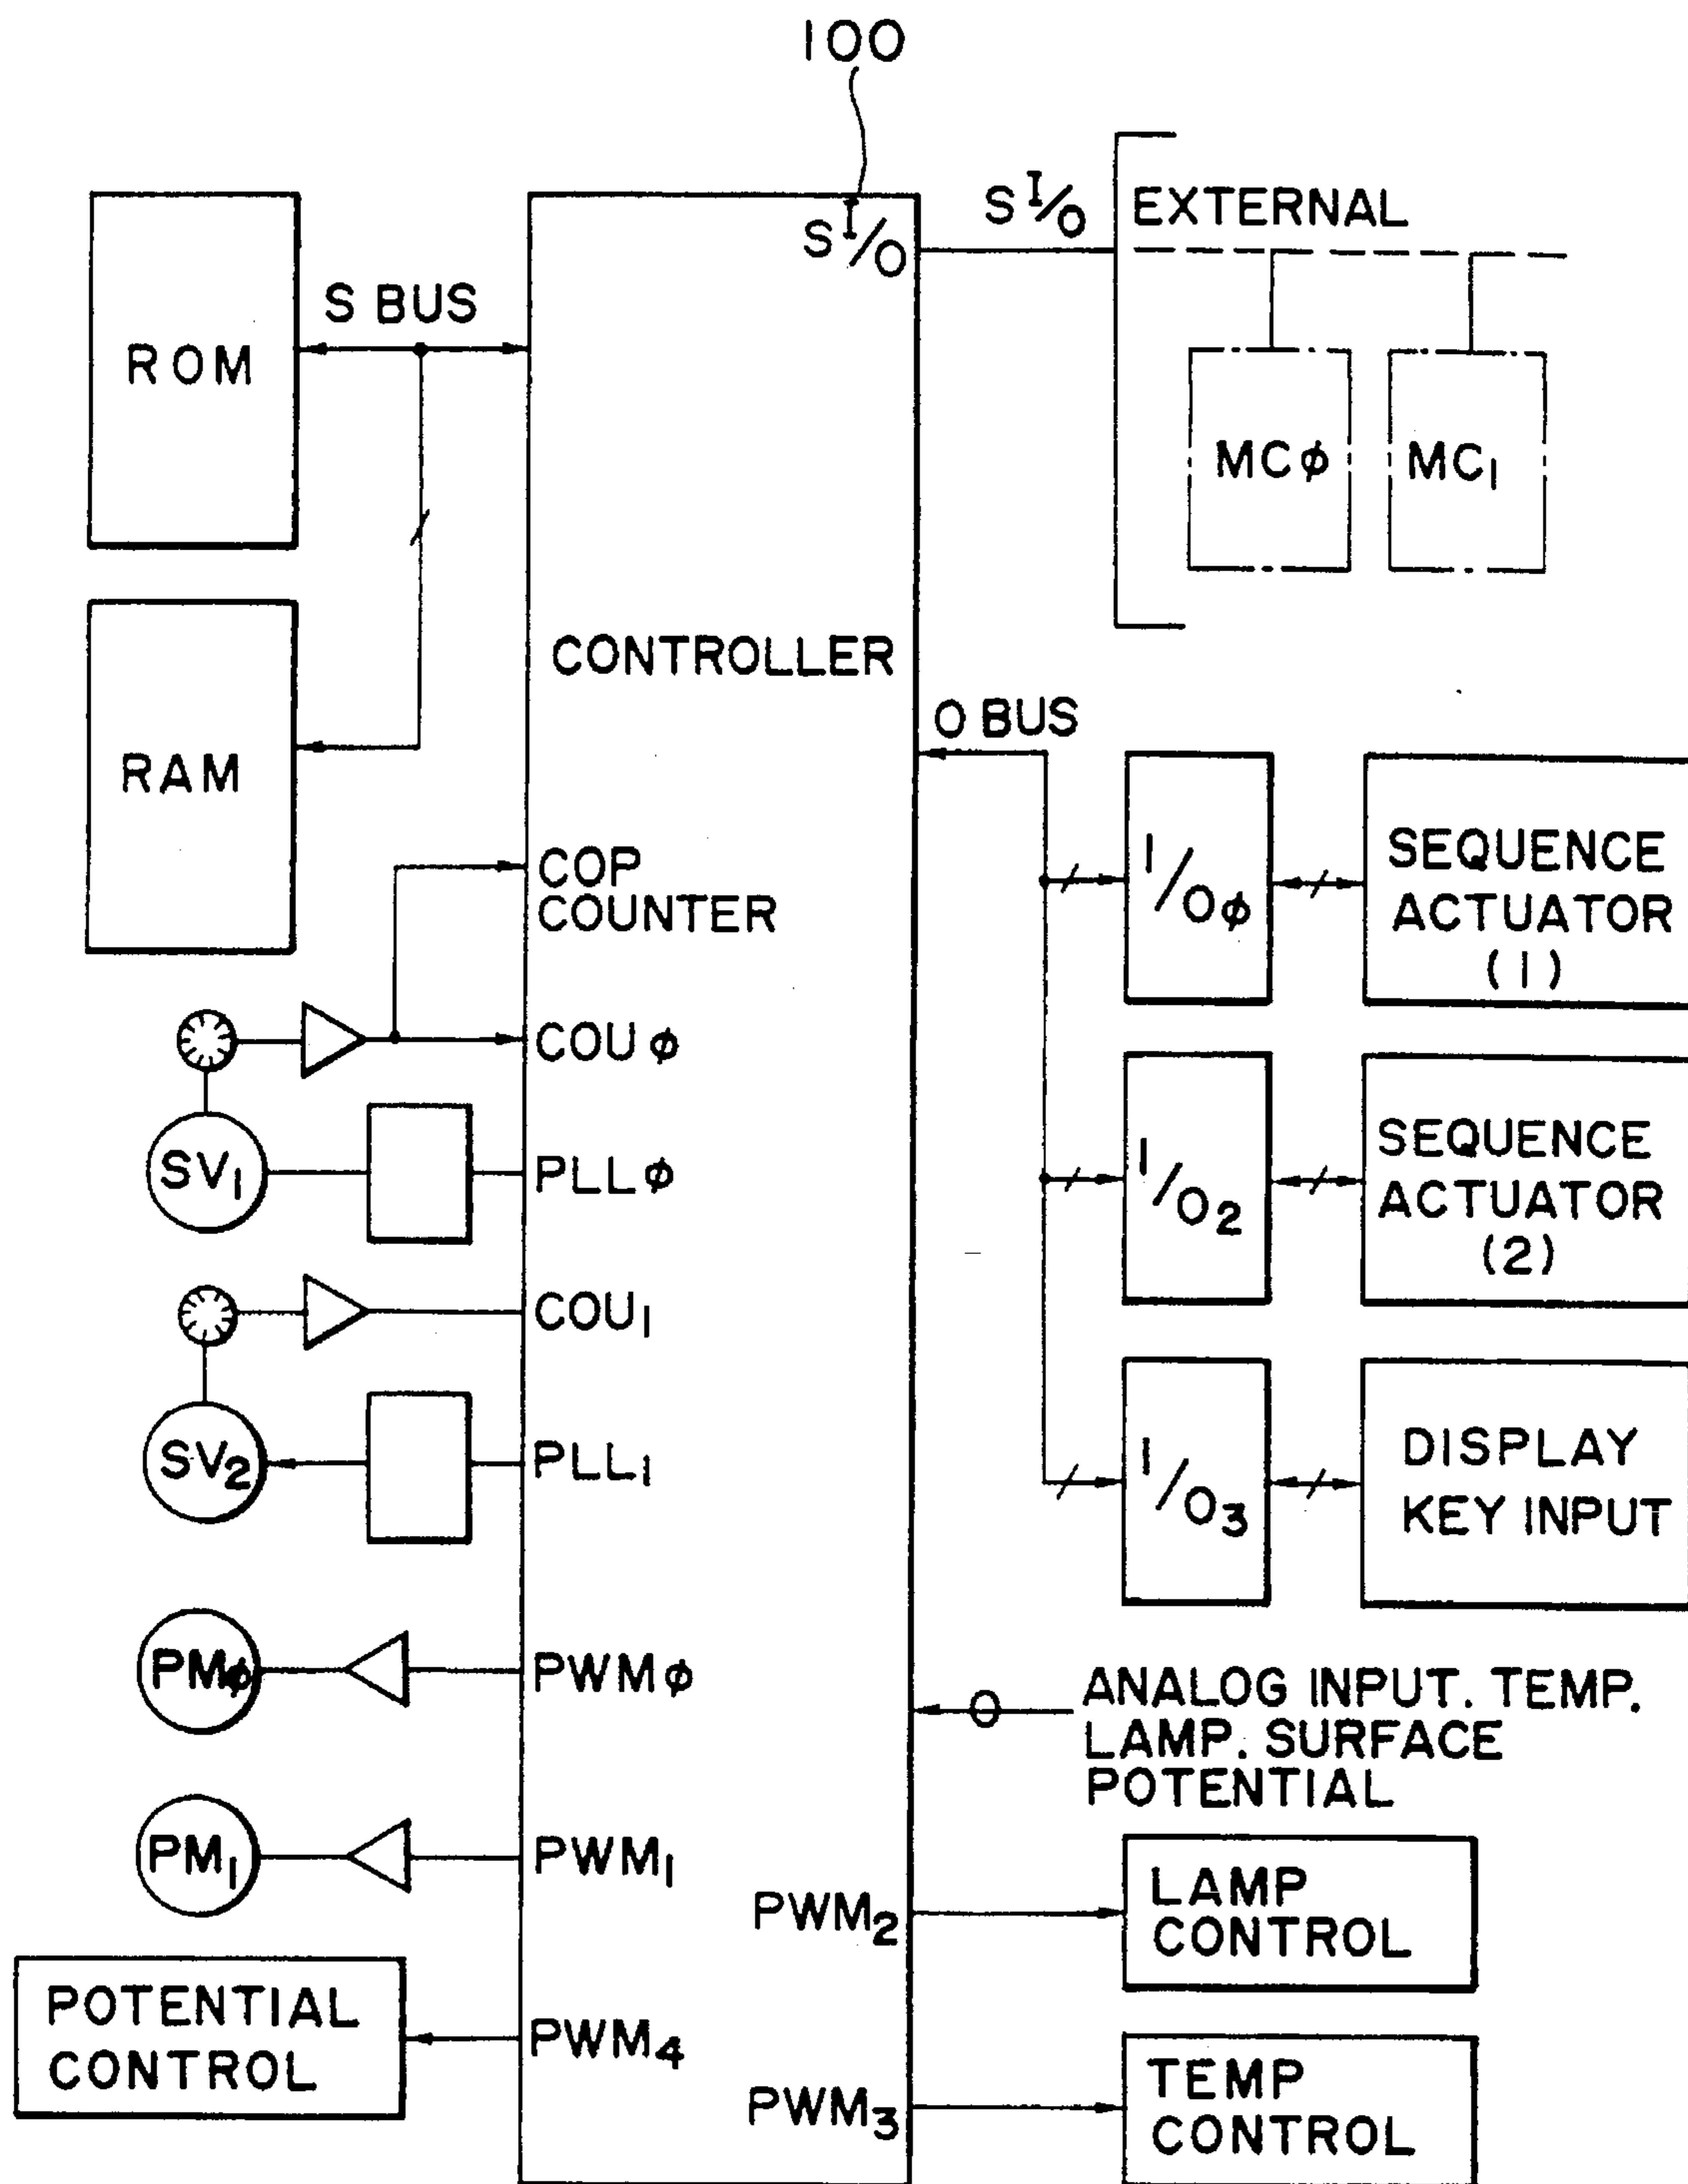 100
S I/O
S I/O
EXTERNAL
S BUS
ROM
MCφ
MC1
CONTROLLER
O BUS
RAM
COP
COUNTER
I/Oφ
SEQUENCE
ACTUATOR
(1)
COUφ
SV1
PLLφ
I/O2
SEQUENCE
ACTUATOR
(2)
COU1
SV2
PLL1
I/O3
DISPLAY
KEY INPUT
PMφ
PWMφ
ANALOG INPUT. TEMP.
LAMP. SURFACE
POTENTIAL
PM1
PWM1
PWM2
LAMP
CONTROL
POTENTIAL
CONTROL
PWM4
PWM3
TEMP
CONTROL